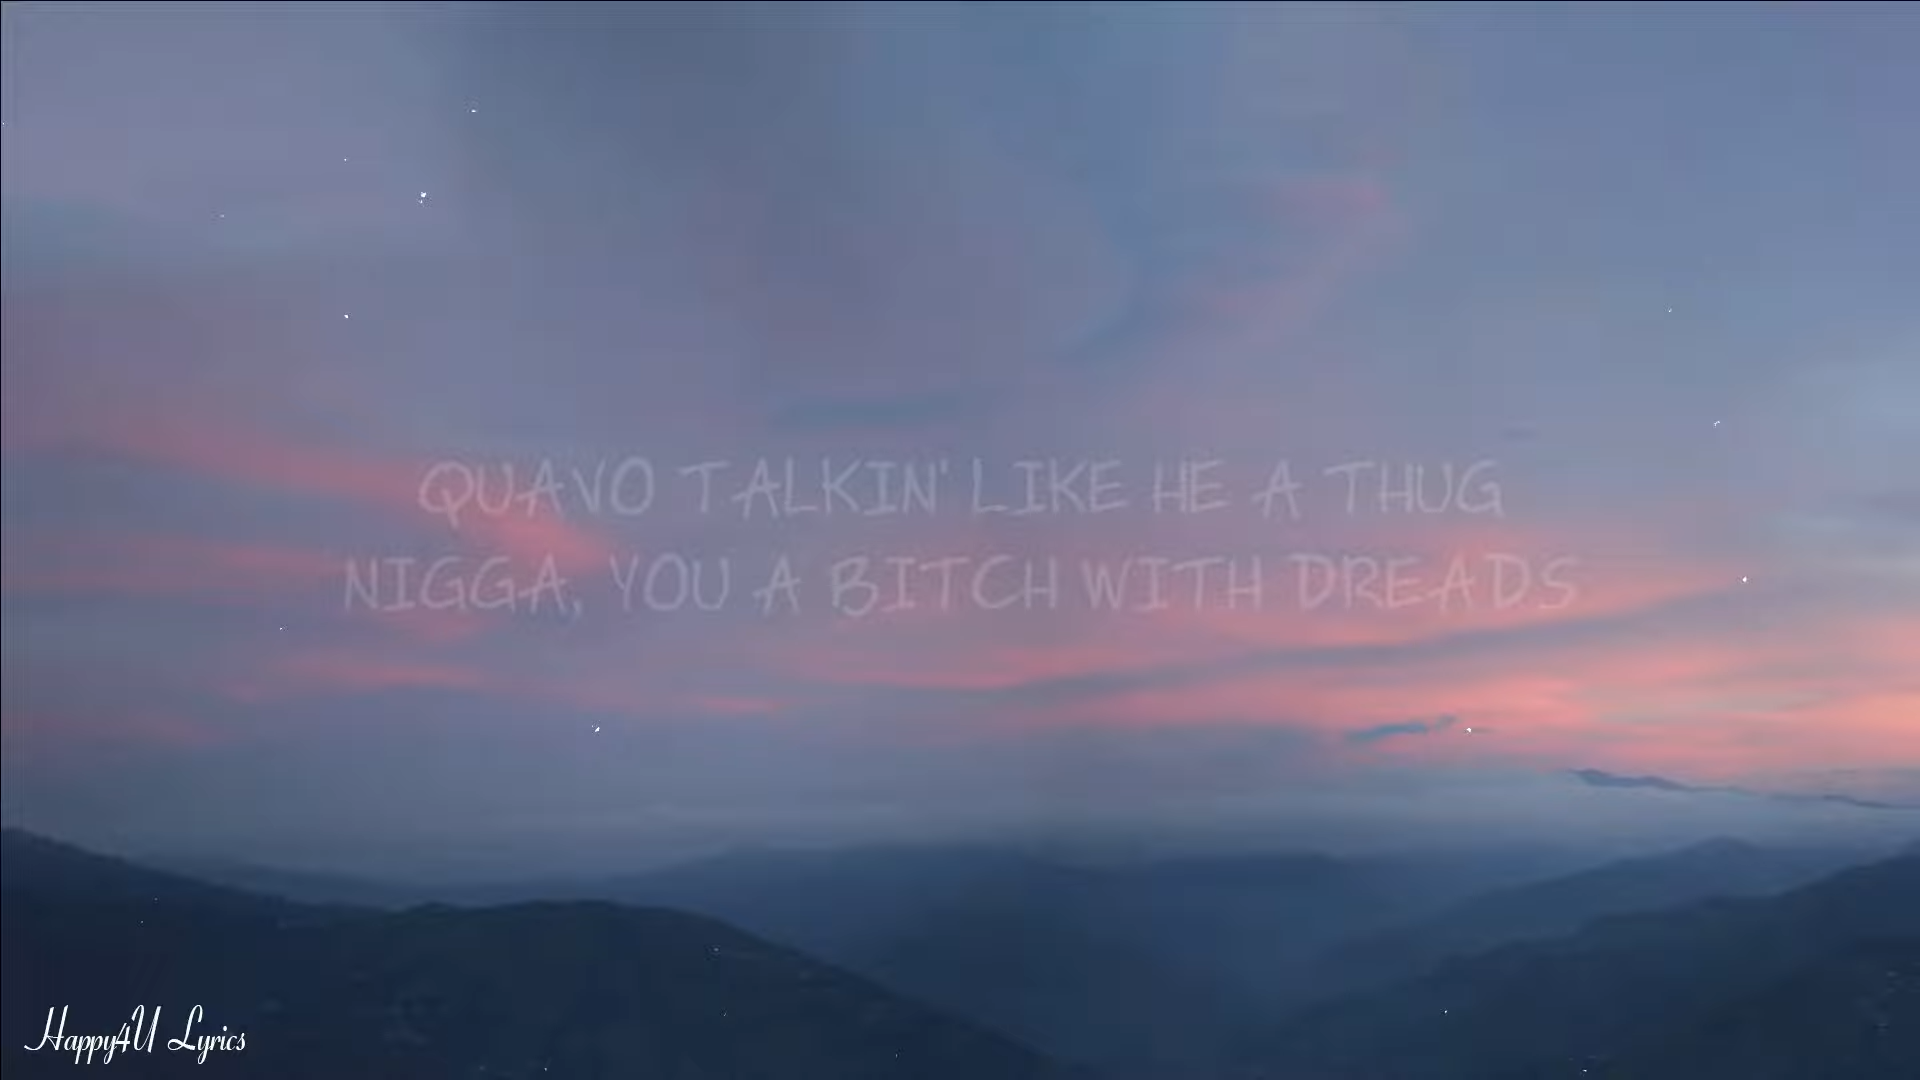 QUAVO TALKIN' LIKE HE A THUG
NIGGA, YOU A BITCH WITH DREADS
Happy4U Lyrics